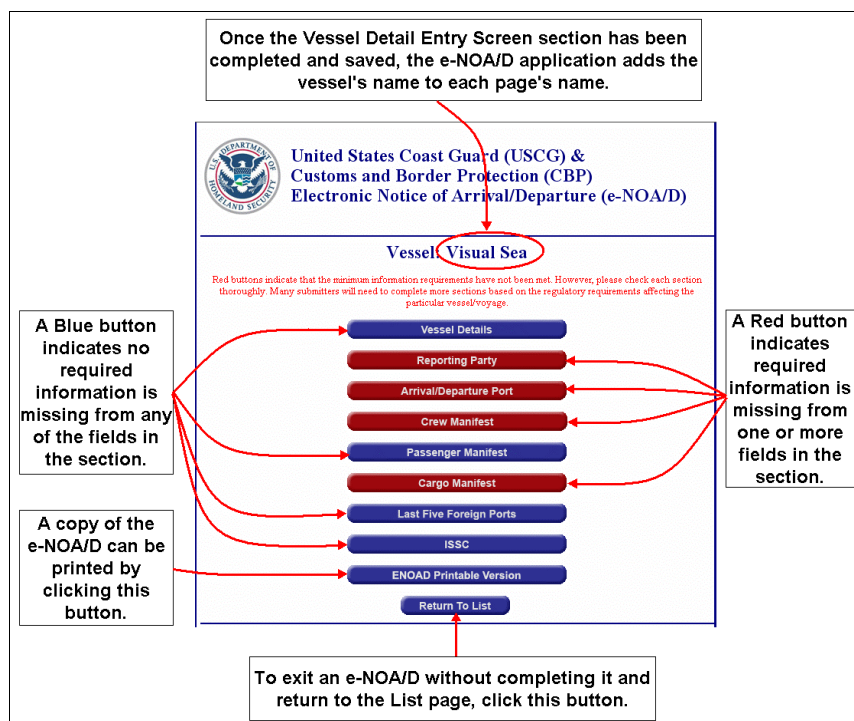 Once the Vessel Detail Entry Screen section has been
completed and saved, the e-NOA/D application adds the
vessel's name to each page's name.
U.S. DEPARTMENT OF
HOMELAND SECURITY
United States Coast Guard (USCG) &
Customs and Border Protection (CBP)
Electronic Notice of Arrival/Departure (e-NOA/D)
Vessel: Visual Sea
Red buttons indicate that the minimum information requirements have not been met. However, please check each section
thoroughly. Many submitters will need to complete more sections based on the regulatory requirements affecting the
particular vessel/voyage.
A Blue button
indicates no
required
information is
missing from any
of the fields in
the section.
Vessel Details
Reporting Party
Arrival/Departure Port
Crew Manifest
Passenger Manifest
Cargo Manifest
Last Five Foreign Ports
ISSC
ENOAD Printable Version
Return To List
A Red button
indicates
required
information is
missing from
one or more
fields in the
section.
A copy of the
e-NOA/D can be
printed by
clicking this
button.
To exit an e-NOA/D without completing it and
return to the List page, click this button.